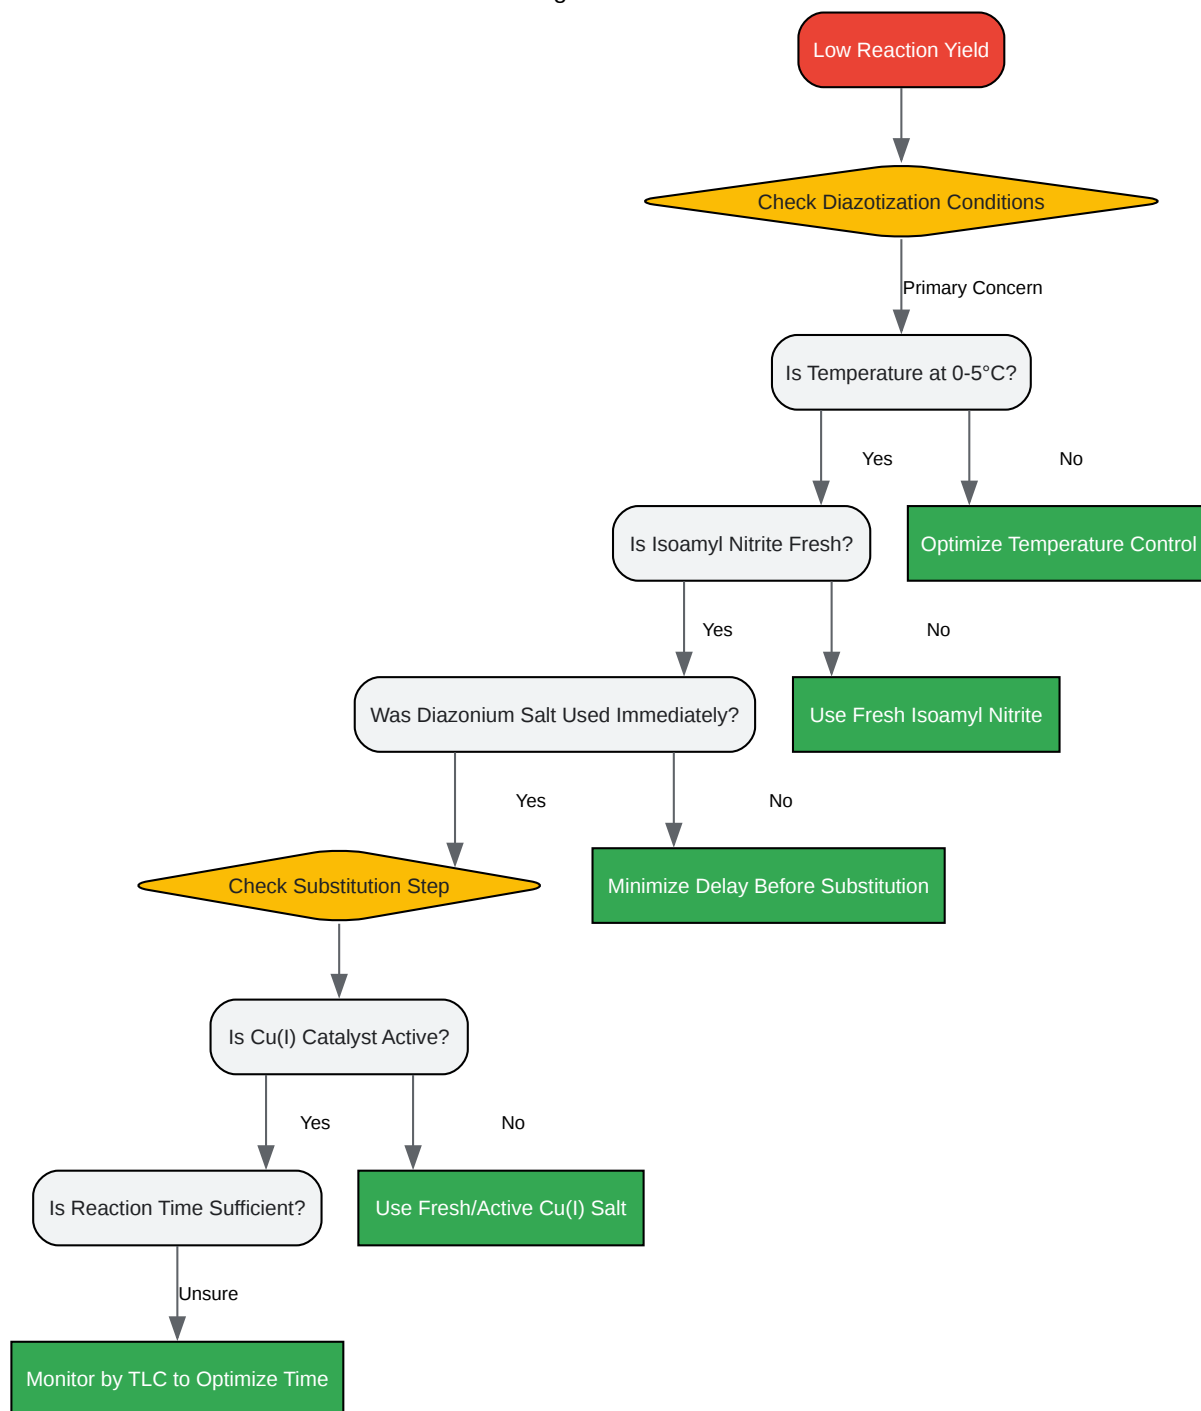 Low Reaction Yield
Check Diazotization Conditions
Primary Concern
Is Temperature at 0-5°C?
Yes
No
Is Isoamyl Nitrite Fresh?
Optimize Temperature Control
Yes
No
Was Diazonium Salt Used Immediately?
Use Fresh Isoamyl Nitrite
Yes
No
Check Substitution Step
Minimize Delay Before Substitution
Is Cu(I) Catalyst Active?
Yes
No
Is Reaction Time Sufficient?
Use Fresh/Active Cu(I) Salt
Unsure
Monitor by TLC to Optimize Time